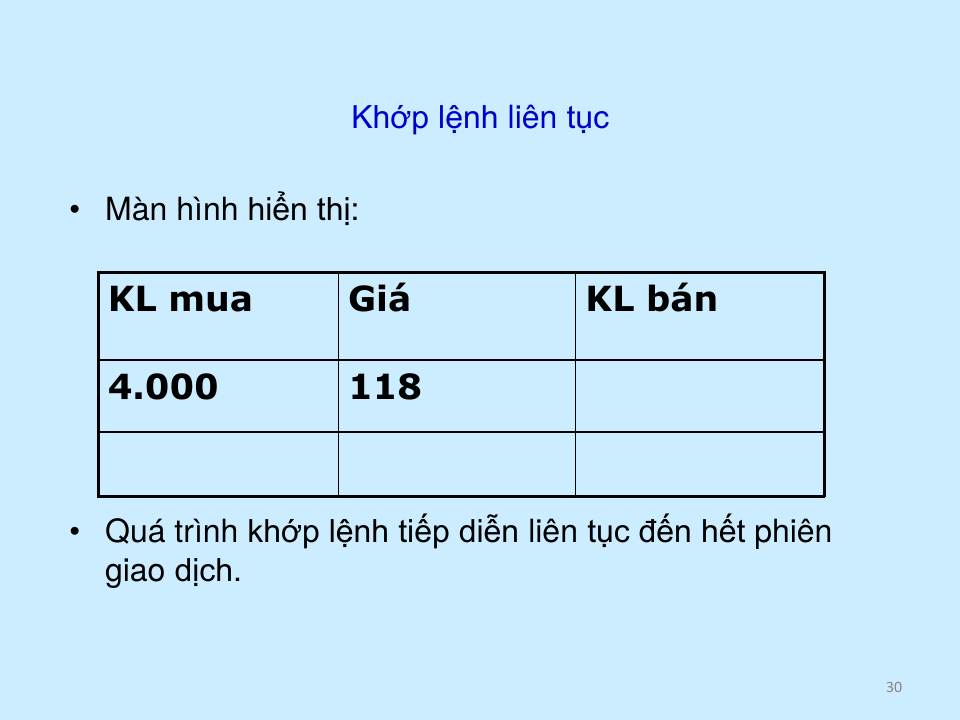 Khớp lệnh liên tục
• Màn hình hiển thị:
KL mua Giá KL bán
4.000 118
• Quá trình khớp lệnh tiếp diễn liên tục đến hết phiên
giao dịch.
30